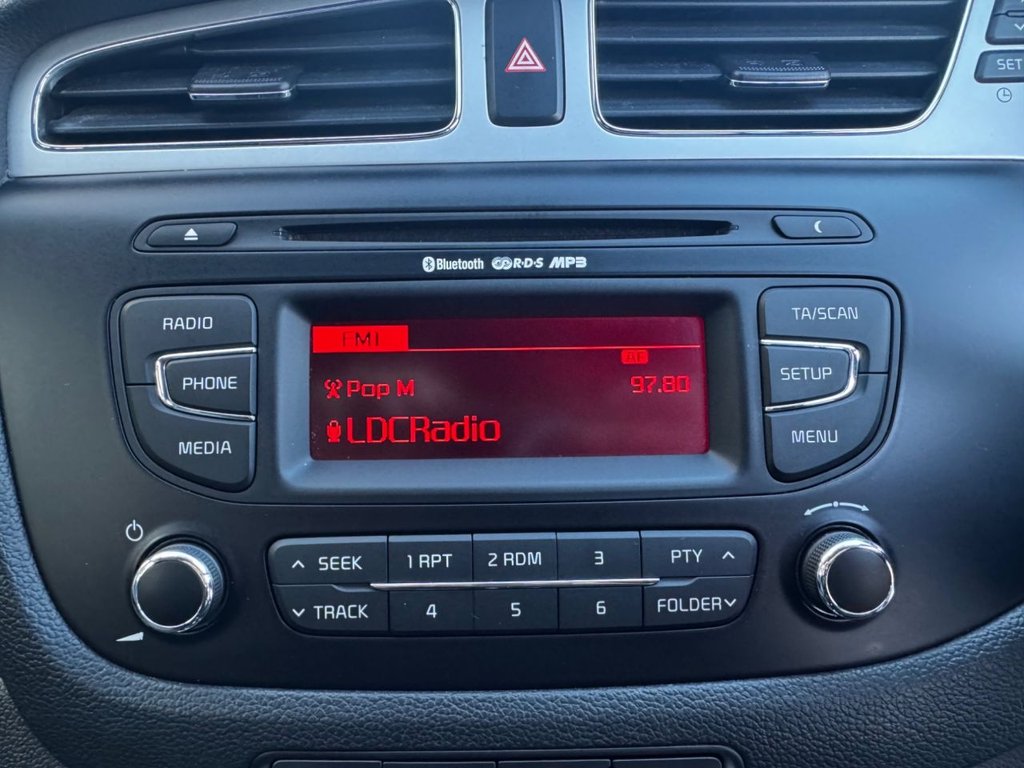 SET
Bluetooth R·D·S MP3
RADIO
PHONE
MEDIA
FM1
AF
Pop M 97.80
LDCRadio
TA/SCAN
SETUP
MENU
SEEK 1 RPT 2 RDM 3 PTY
TRACK 4 5 6 FOLDER